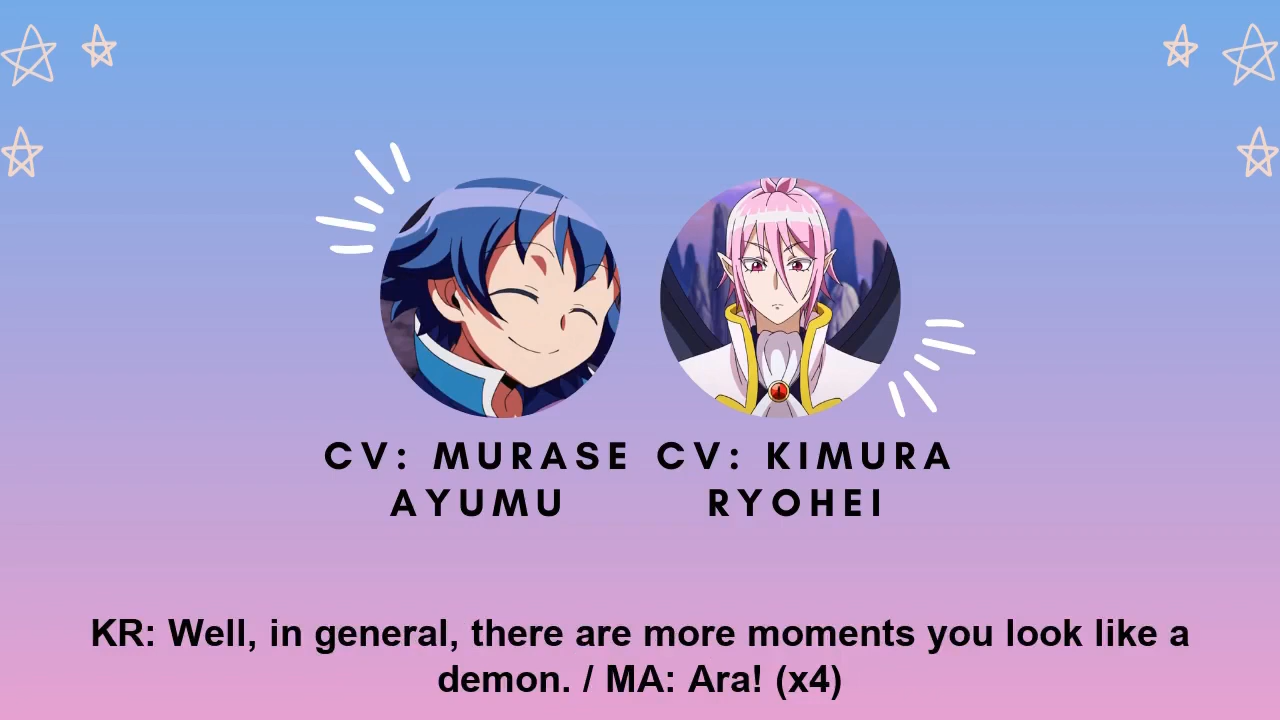 CV: MURASE
AYUMU
CV: KIMURA
RYOHEI
KR: Well, in general, there are more moments you look like a
demon. / MA: Ara! (x4)